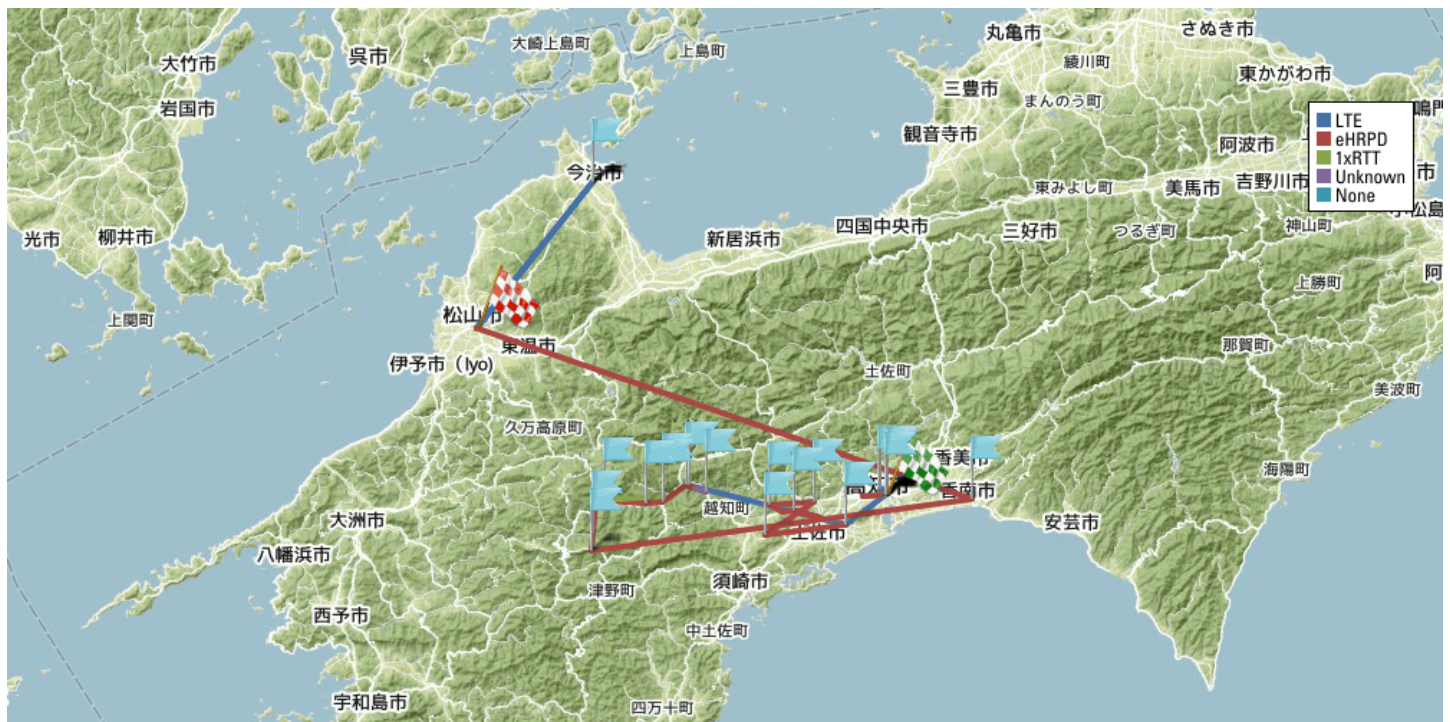 丸亀市
さぬき市
大崎上島町
呉市
上島町
大竹市
綾川町
東かがわ市
三豊市
まんのう町
岩国市
観音寺市
LTE
eHRPD
1xRTT
Unknown
None
阿波市
今治市
東みよし町
美馬市
吉野川市
光市
柳井市
新居浜市
四国中央市
三好市
つるぎ町
神山町
上勝町
上関町
松山市
東温市
伊予市 (Iyo)
那賀町
土佐町
美波町
久万高原町
香美市
海陽町
高知市
香南市
越知町
大洲市
安芸市
土佐市
八幡浜市
津野町
須崎市
西予市
中土佐町
宇和島市
四万十町